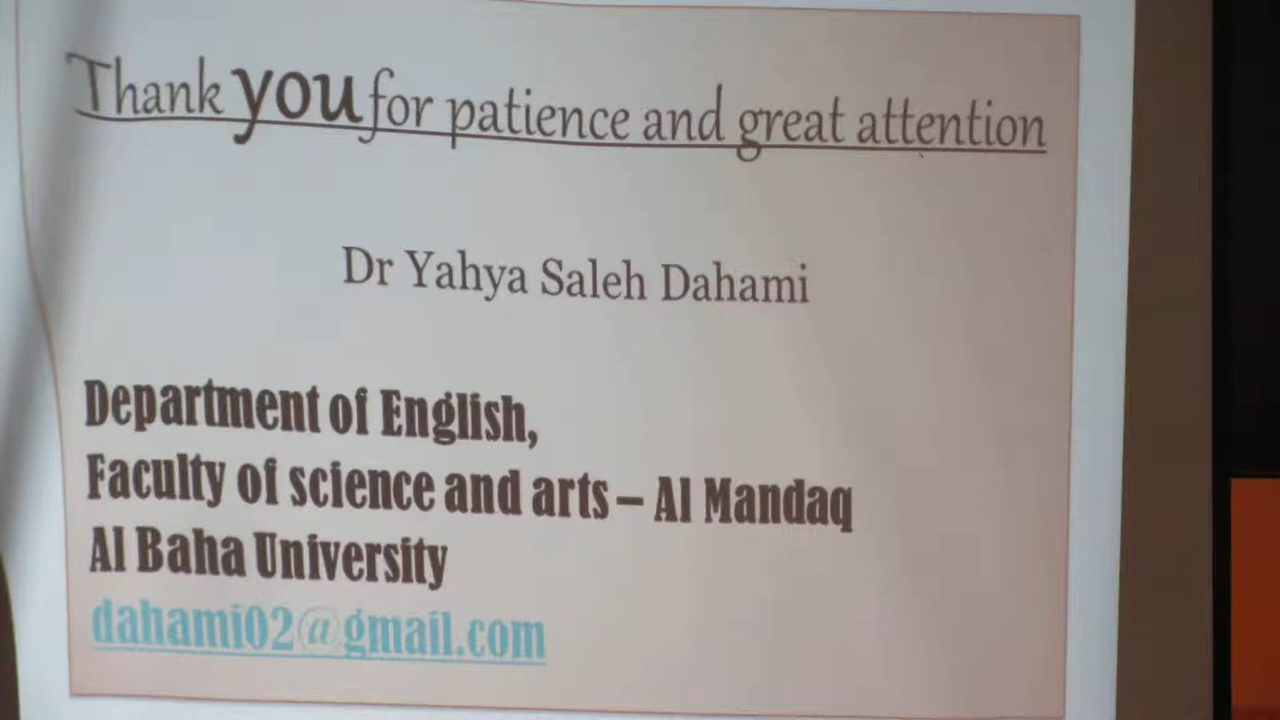 Thank you for patience and great attention
Dr Yahya Saleh Dahami
Department of English,
Faculty of science and arts – Al Mandaq
Al Baha University
dahami02@gmail.com